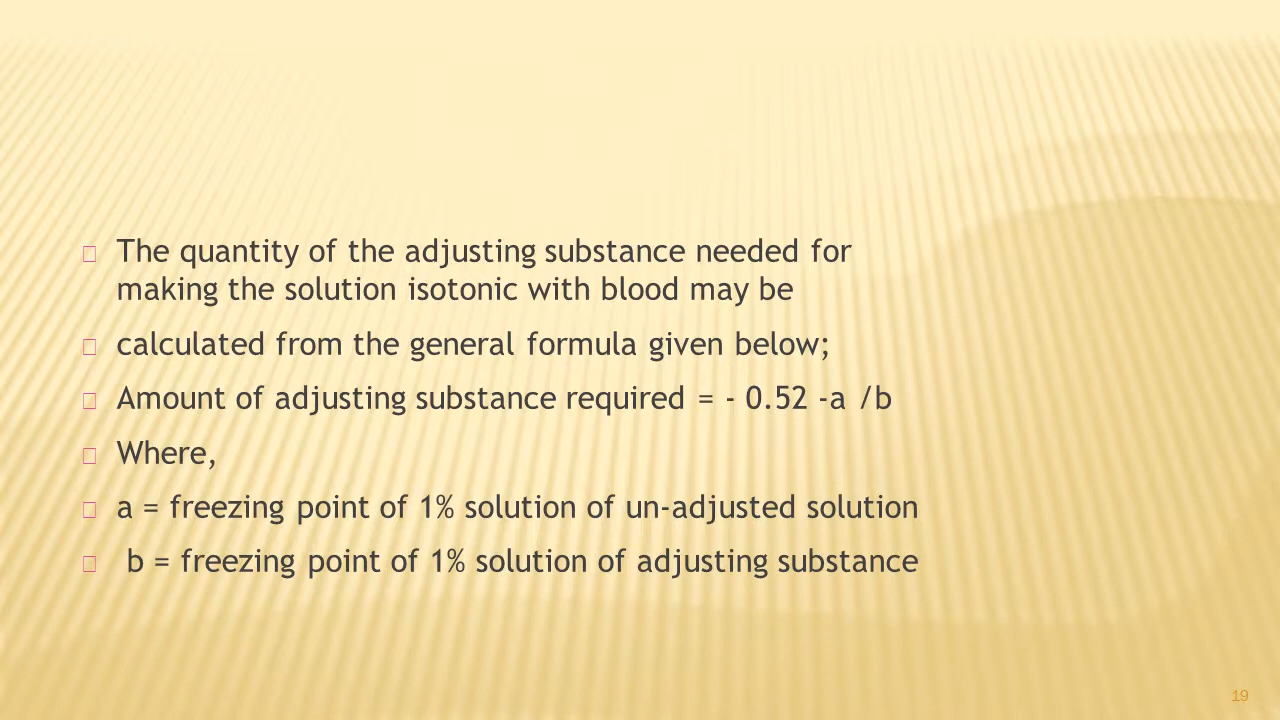 The quantity of the adjusting substance needed for
making the solution isotonic with blood may be
calculated from the general formula given below;
Amount of adjusting substance required = - 0.52 -a /b
Where,
a = freezing point of 1% solution of un-adjusted solution
b = freezing point of 1% solution of adjusting substance
19